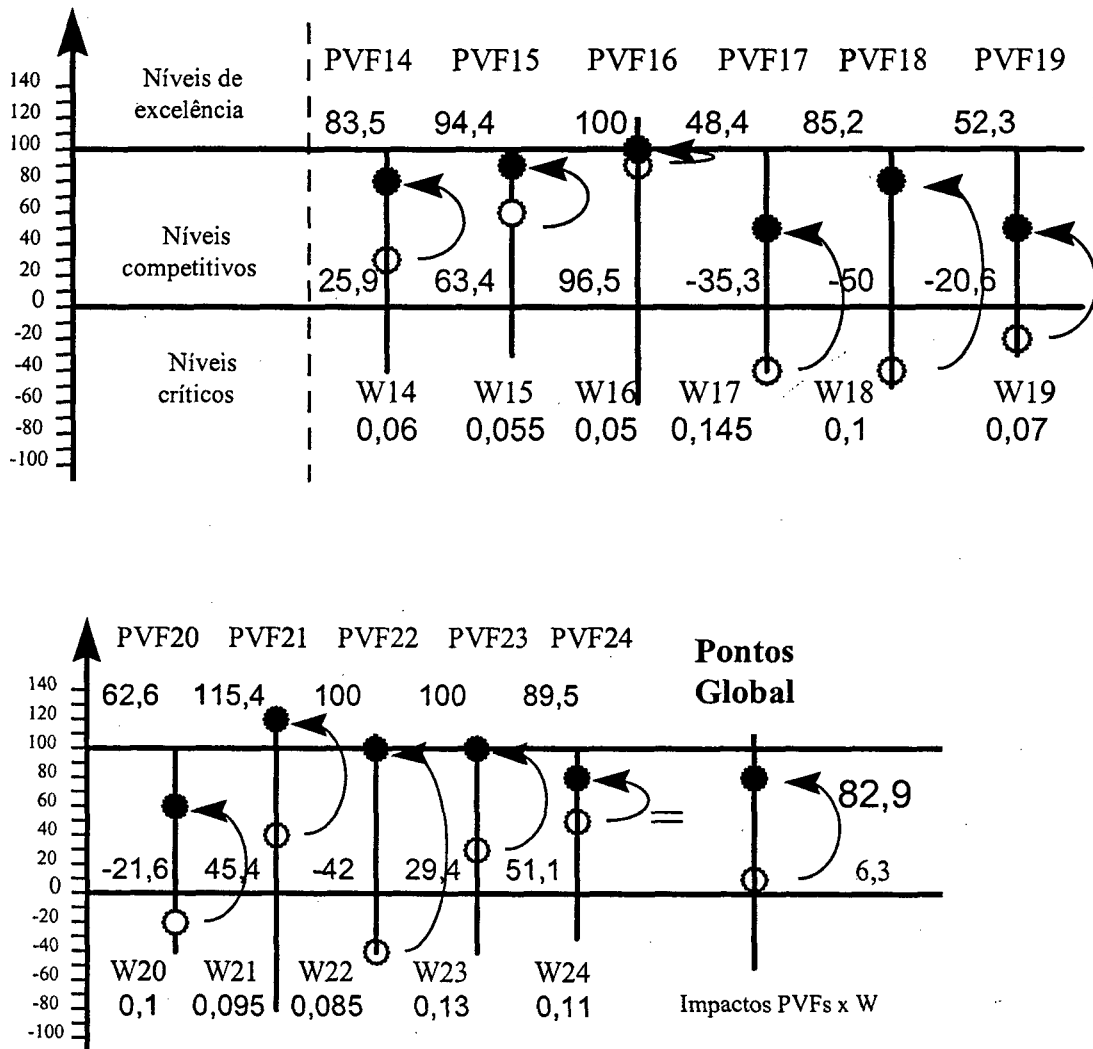 PVF14 PVF15 PVF16 PVF17 PVF18 PVF19
Níveis de
excelência
83,5 94,4 100 48,4 85,2 52,3
140
120
100
80
60
40
20
0
-20
-40
-60
-80
-100
Níveis
competitivos
25,9 63,4 96,5 -35,3 -50 -20,6
Níveis
críticos
W14 W15 W16 W17 W18 W19
0,06 0,055 0,05 0,145 0,1 0,07
PVF20 PVF21 PVF22 PVF23 PVF24
Pontos
Global
62,6 115,4 100 100 89,5
140
120
100
80
60
40
20
0
-20
-40
-60
-80
-100
82,9
-21,6 45,4 -42 29,4 51,1 =
6,3
W20 W21 W22 W23 W24
0,1 0,095 0,085 0,13 0,11
Impactos PVFs x W